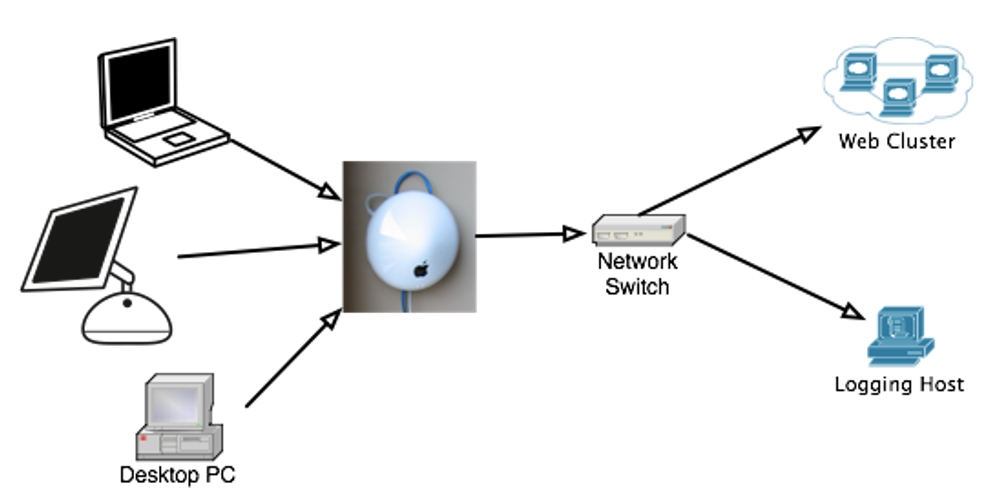 Web Cluster
Network
Switch
Logging Host
Desktop PC